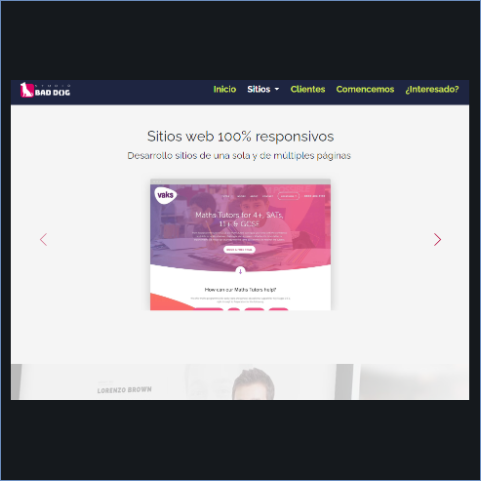 STUDIO
BAD DOG
Inicio Sitios Clientes Comencemos ¿Interesado?
Sitios web 100% responsivos
Desarrollo sitios de una sola y de múltiples páginas
vaks
Maths Tutors for 4+, SATs,
11+ & GCSE
How can our Maths Tutors help?
LORENZO BROWN